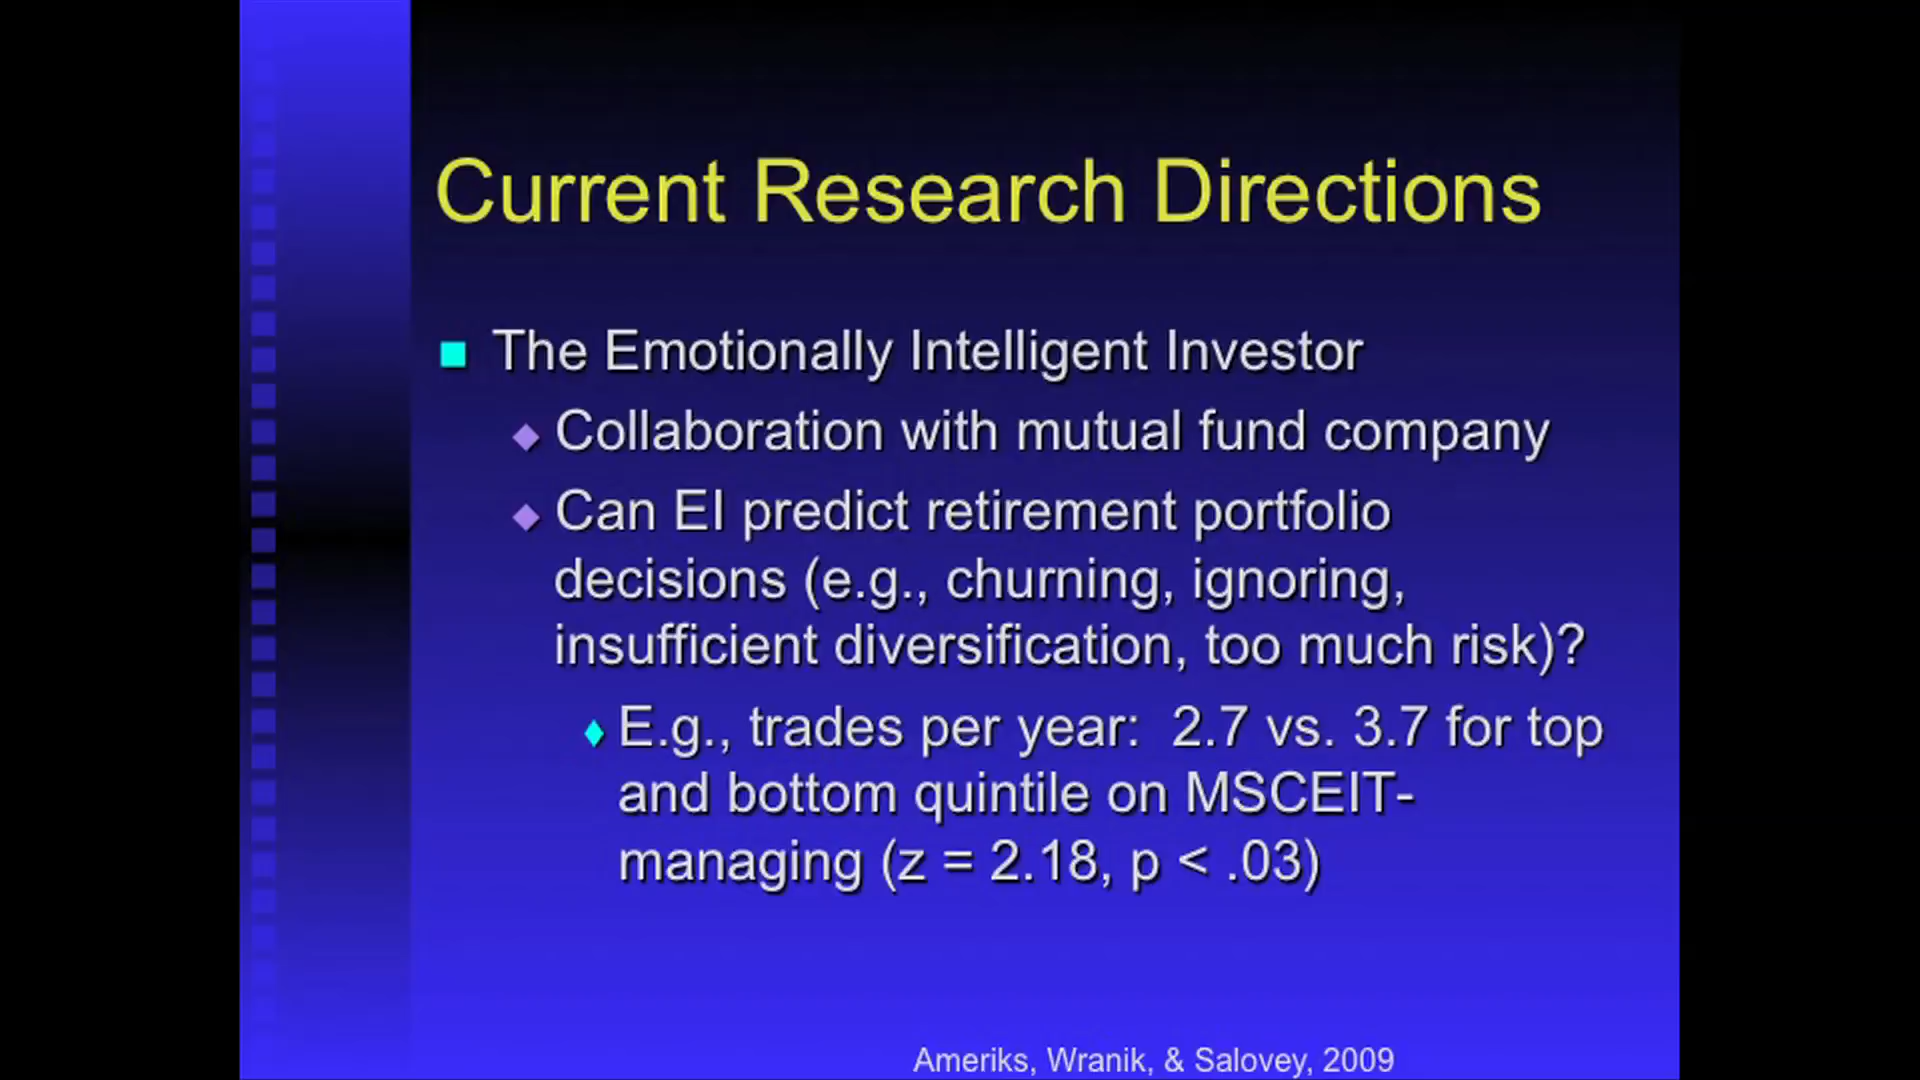 Current Research Directions
The Emotionally Intelligent Investor
Collaboration with mutual fund company
Can EI predict retirement portfolio
decisions (e.g., churning, ignoring,
insufficient diversification, too much risk)?
E.g., trades per year: 2.7 vs. 3.7 for top
and bottom quintile on MSCEIT-
managing (z = 2.18, p < .03)
Ameriks, Wranik, & Salovey, 2009